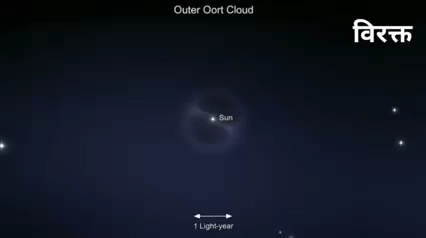 Outer Oort Cloud
विरक्त
Sun
1 Light-year